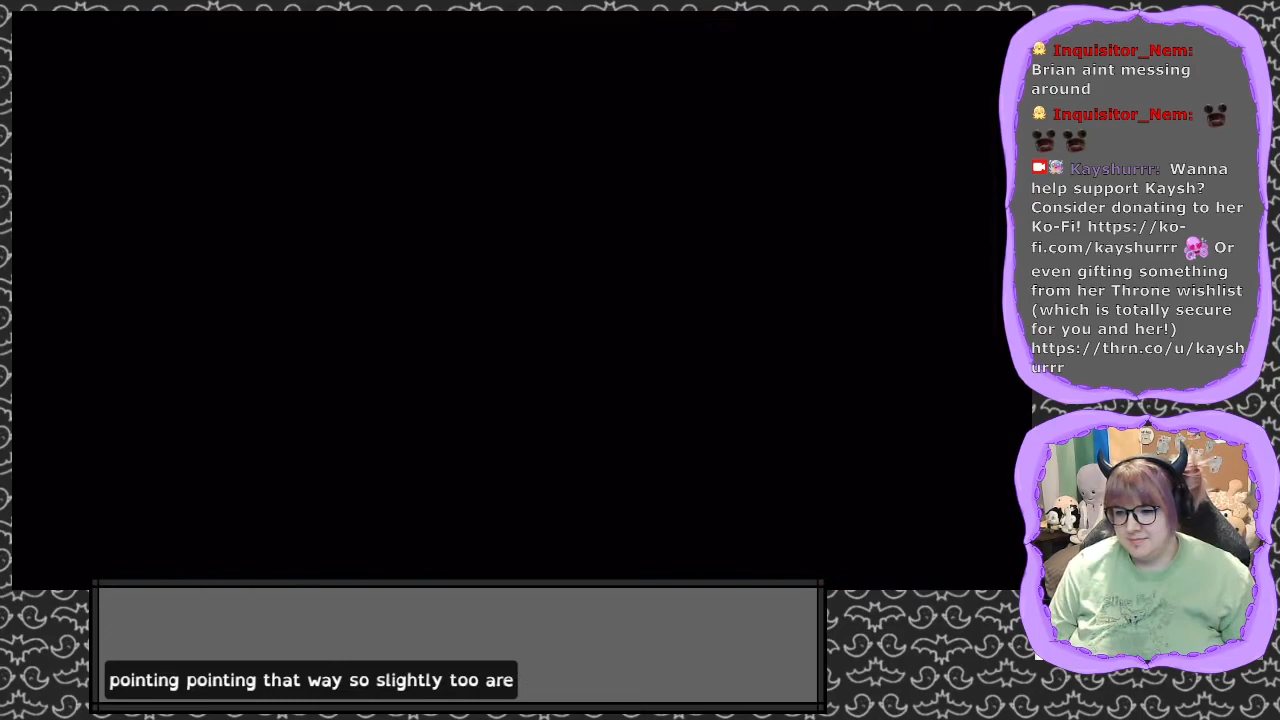 Inquisitor_Nem:
Brian aint messing
around
Inquisitor_Nem:
Kayshurrr: Wanna
help support Kaysh?
Consider donating to her
Ko-Fi! https://ko-
fi.com/kayshurrr Or
even gifting something
from her Throne wishlist
(which is totally secure
for you and her!)
https://thrn.co/u/kaysh
urrr
pointing pointing that way so slightly too are